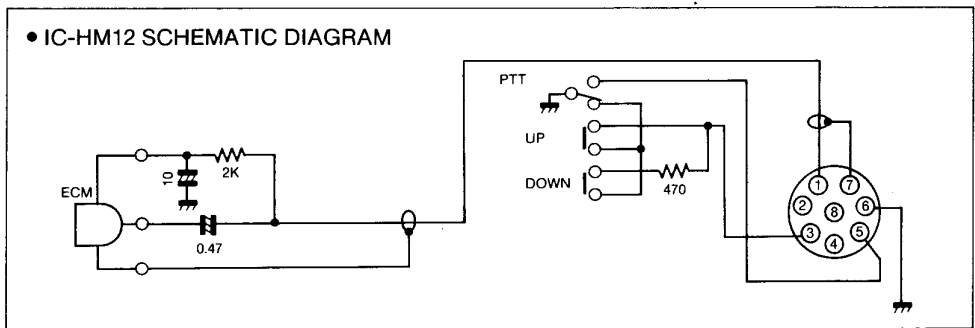 • IC-HM12 SCHEMATIC DIAGRAM
PTT
UP
DOWN
470
ECM
10
2K
0.47
1
7
2
8
6
3
5
4